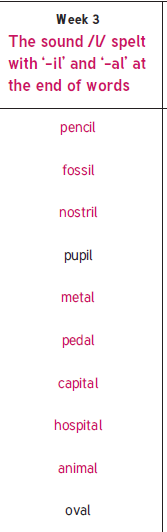 Week 3
The sound /l/ spelt
with ‘-il’ and ‘-al’ at
the end of words
pencil
fossil
nostril
pupil
metal
pedal
capital
hospital
animal
oval